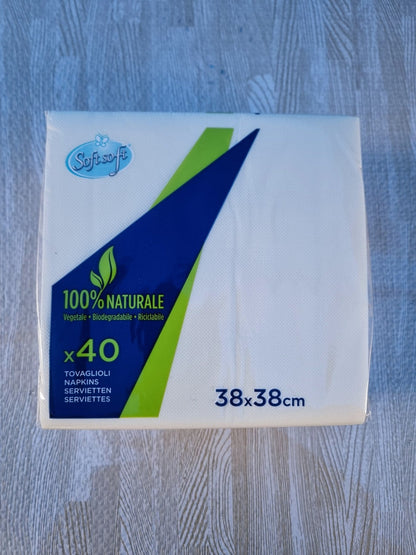 Softsoft
100% NATURALE
Vegetale • Biodegradabile • Riciclabile
x40
TOVAGLIOLI
NAPKINS
SERVIETTEN
SERVIETTES
38x38cm